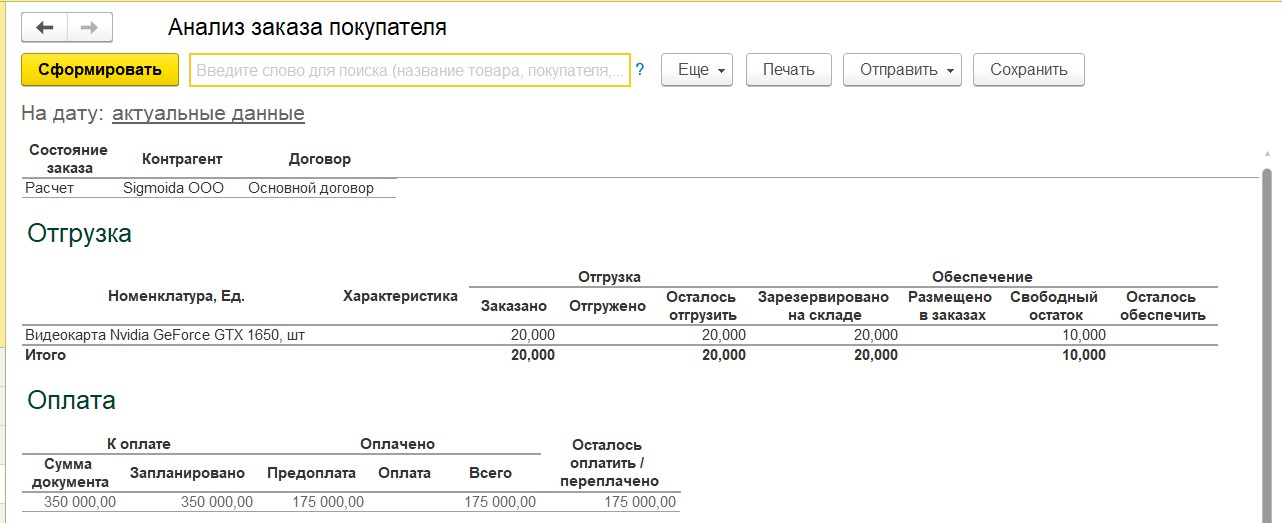 Анализ заказа покупателя
Сформировать Введите слово для поиска (название товара, покупателя,... ? Еще Печать Отправить Сохранить
На дату: актуальные данные
Состояние заказа Контрагент Договор
Расчет Sigmoida ООО Основной договор
Отгрузка
Отгрузка Обеспечение
Номенклатура, Ед. Характеристика Заказано Отгружено Осталось отгрузить Зарезервировано на складе Размещено в заказах Свободный остаток Осталось обеспечить
Видеокарта Nvidia GeForce GTX 1650, шт 20,000 20,000 20,000 10,000
Итого 20,000 20,000 20,000 10,000
Оплата
К оплате Оплачено Осталось оплатить / переплачено
Сумма документа Запланировано Предоплата Оплата Всего
350 000,00 350 000,00 175 000,00 175 000,00 175 000,00